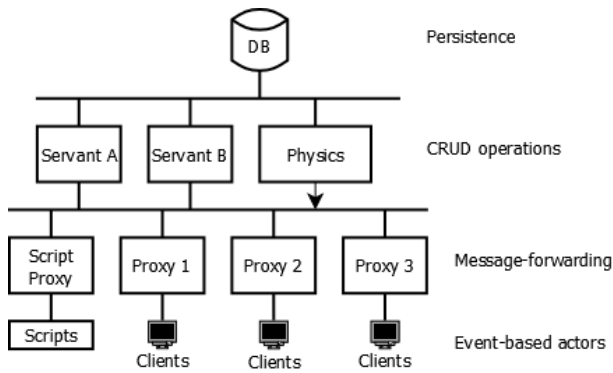 DB
Persistence
Servant A
Servant B
Physics
CRUD operations
Script
Proxy
Proxy 1
Proxy 2
Proxy 3
Message-forwarding
Scripts
Clients
Clients
Clients
Event-based actors